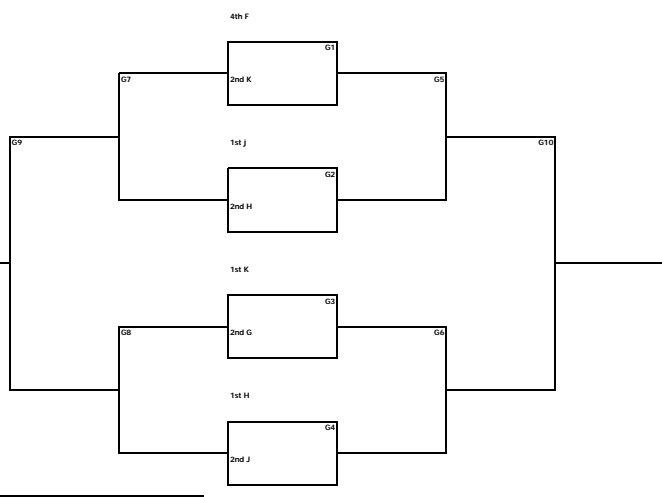 4th F
G1
G7
2nd K
G5
G9
1st j
G10
G2
2nd H
1st K
G3
G8
2nd G
G6
1st H
G4
2nd J